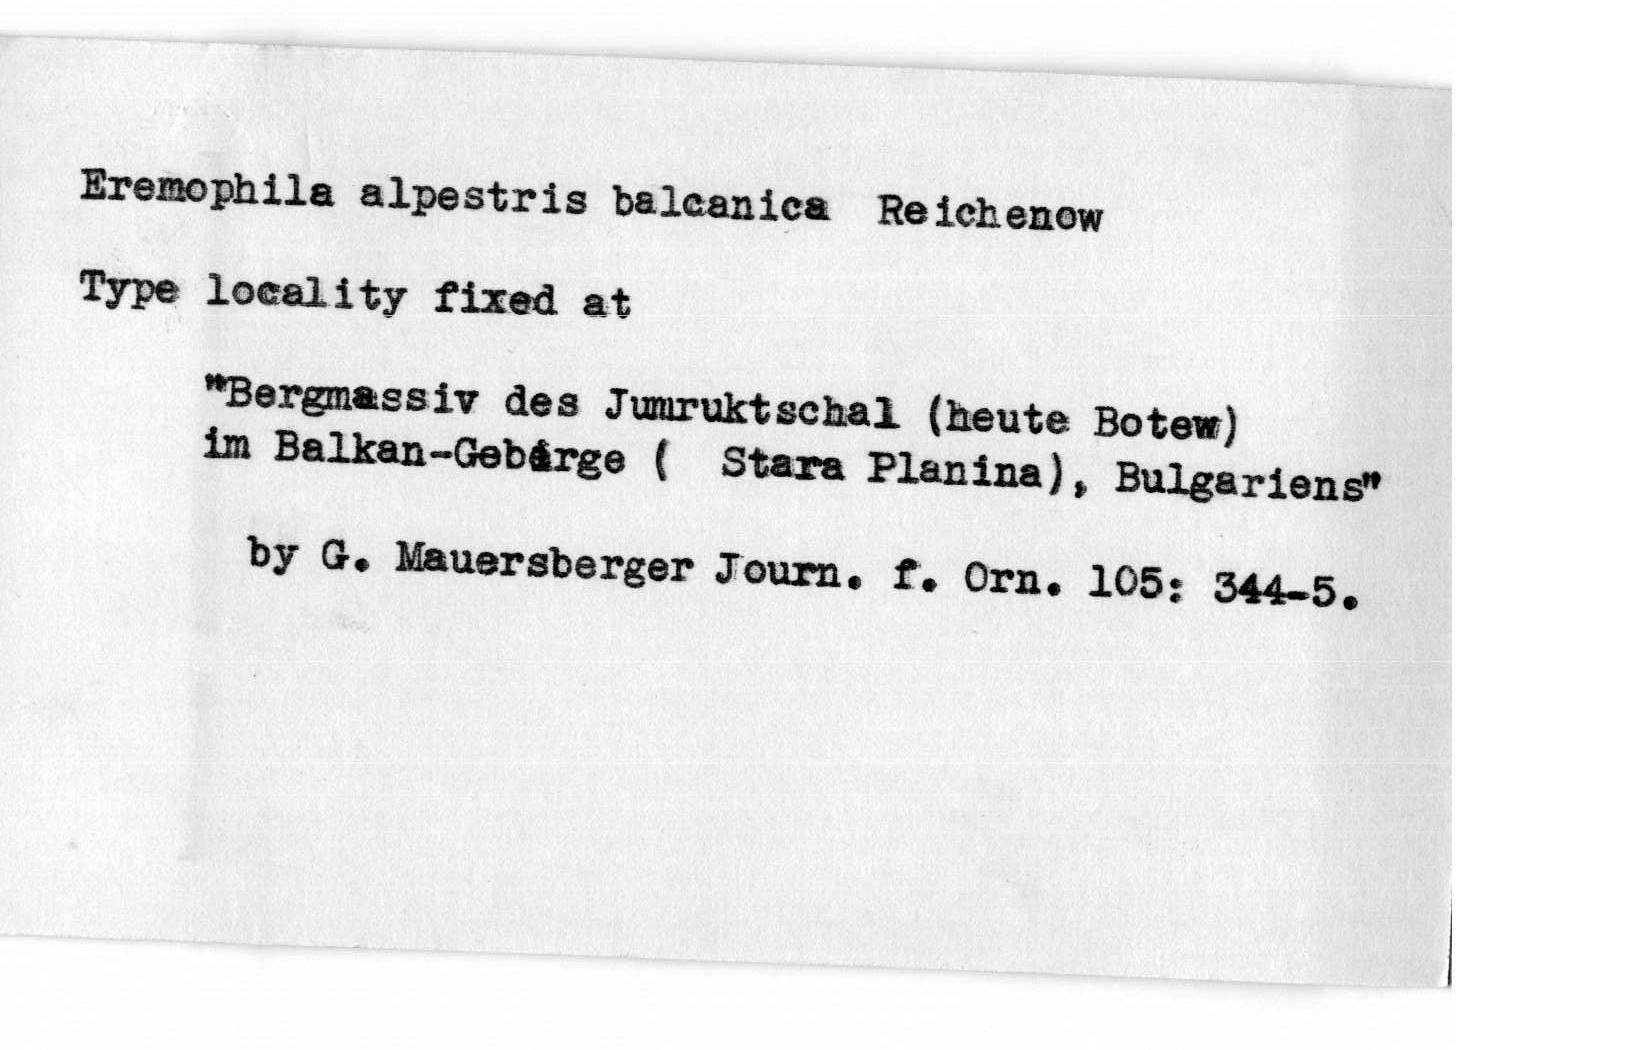 Eremophila alpestris balcanica Reichenow
Type locality fixed at
"Bergmassiv des Jumruktschal (heute Botew)
im Balkan-Gebirge ( Stara Planina), Bulgariens"
by G. Mauersberger Journ. f. Orn. 105: 344-5.